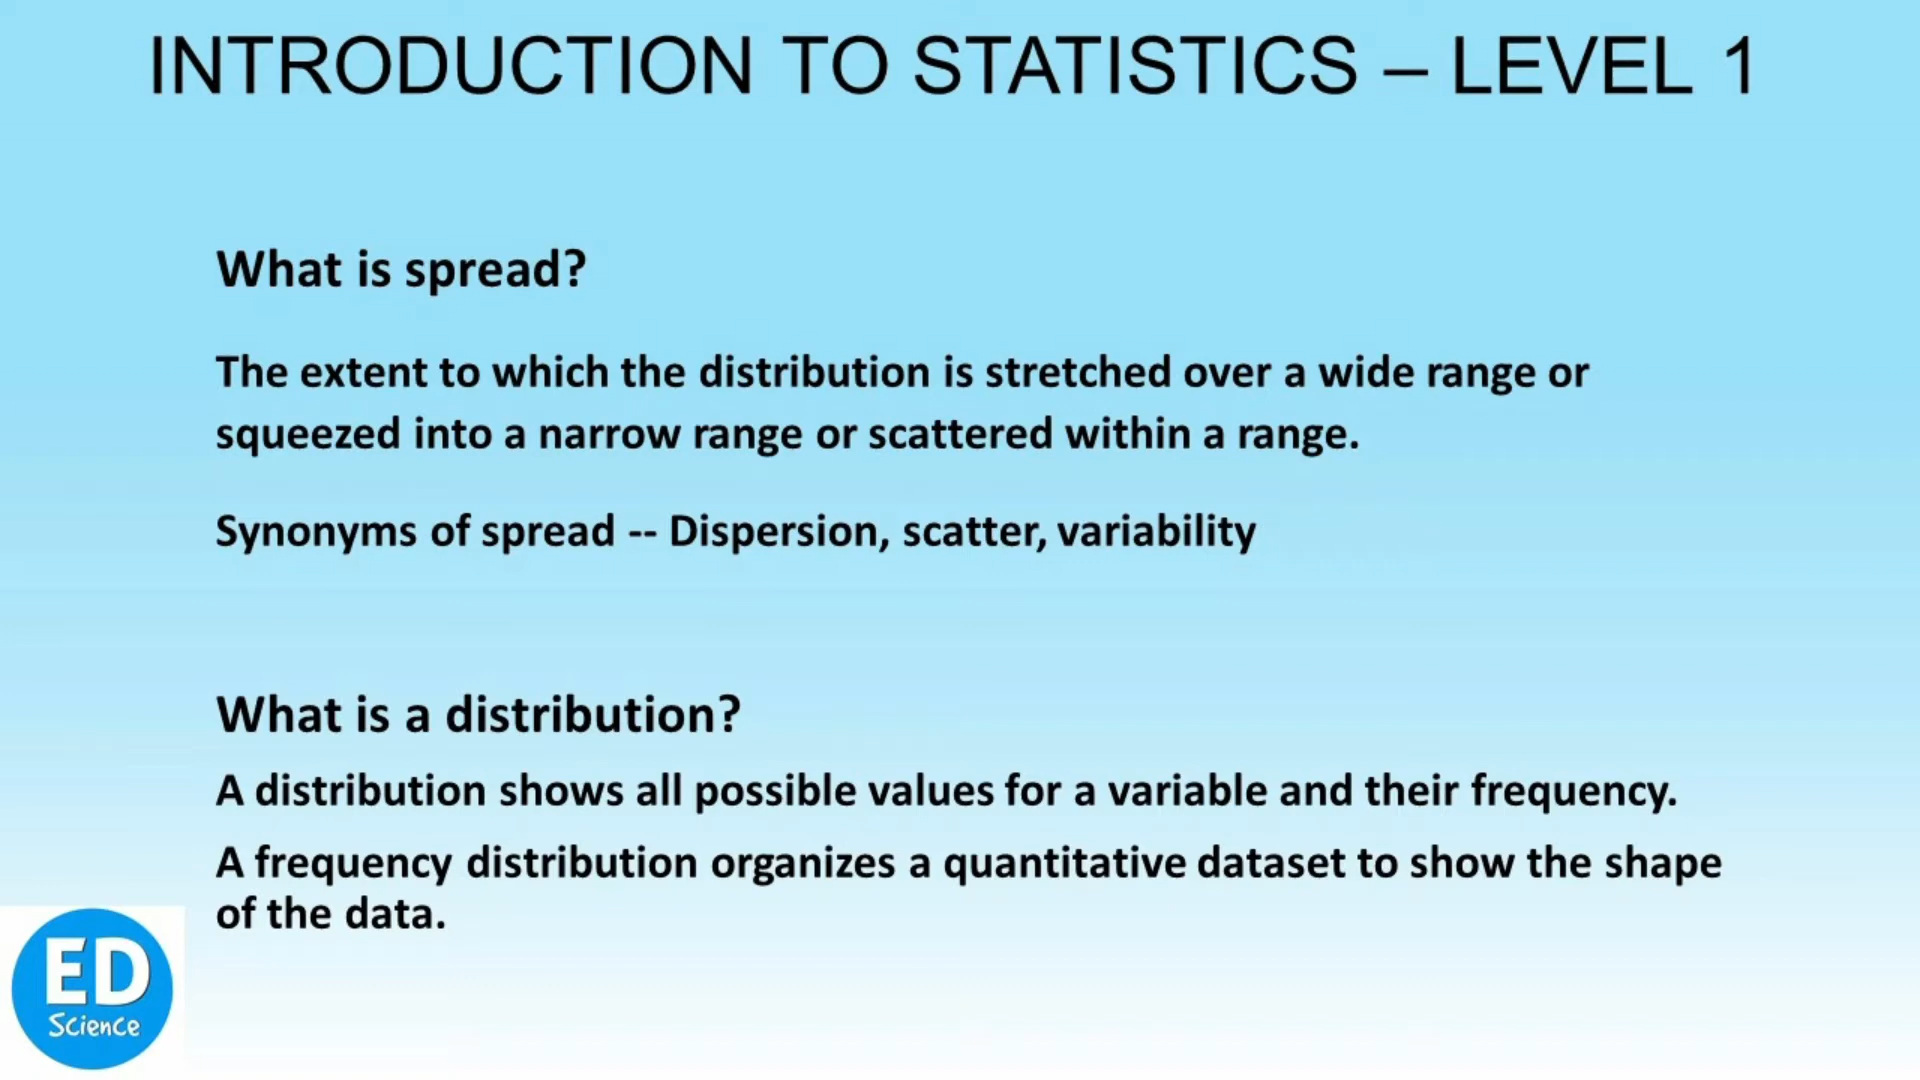 INTRODUCTION TO STATISTICS – LEVEL 1
What is spread?
The extent to which the distribution is stretched over a wide range or
squeezed into a narrow range or scattered within a range.
Synonyms of spread -- Dispersion, scatter, variability
What is a distribution?
A distribution shows all possible values for a variable and their frequency.
A frequency distribution organizes a quantitative dataset to show the shape
of the data.
ED
Science